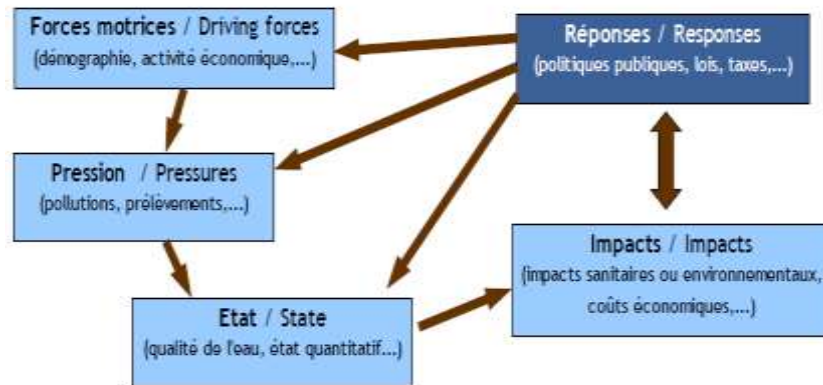 Forces motrices / Driving forces
(démographie, activité économique,...)
Réponses / Responses
(politiques publiques, lois, taxes,...)
Pression / Pressures
(pollutions, prélèvements,...)
Impacts / Impacts
(impacts sanitaires ou environnementaux,
coûts économiques,...)
Etat / State
(qualité de l'eau, état quantitatif...)